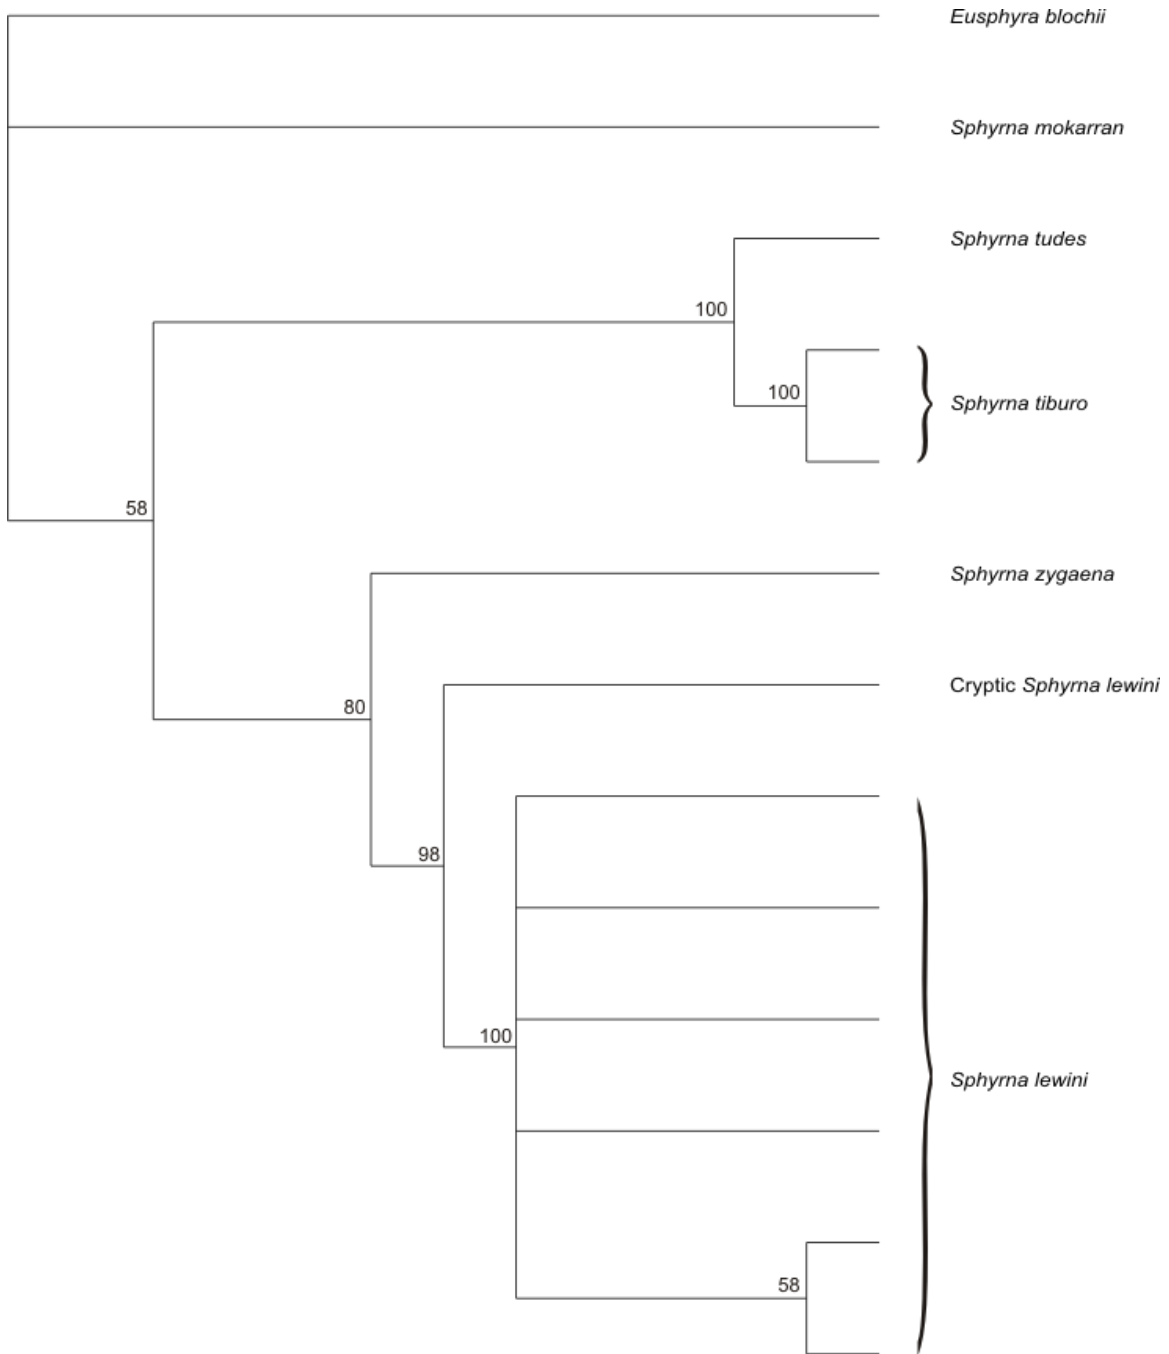 Eusphyra blochii
Sphyrna mokarran
Sphyrna tudes
100
100
Sphyrna tiburo
58
Sphyrna zygaena
Cryptic Sphyrna lewini
80
98
100
Sphyrna lewini
58